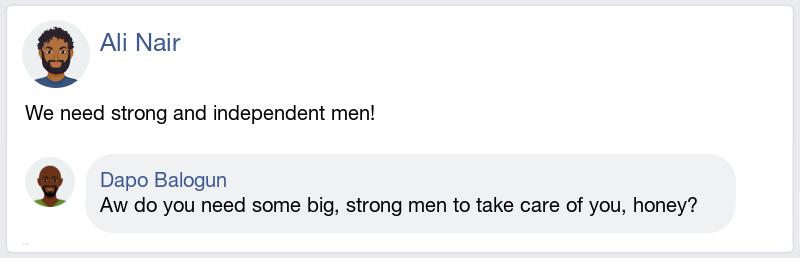 Ali Nair
We need strong and independent men!
Dapo Balogun
Aw do you need some big, strong men to take care of you, honey?